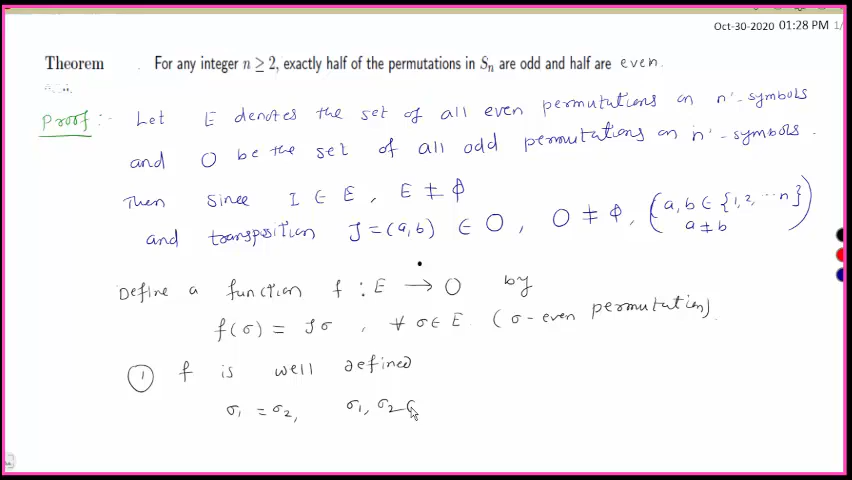 Oct-30-2020 01:28 PM 1/
Theorem . For any integer n ≥ 2, exactly half of the permutations in Sₙ are odd and half are even.
Proof :- Let E denotes the set of all even permutations on n'-symbols
and O be the set of all odd permutations on n'-symbols.
Then since I ∈ E, E ≠ φ
and transposition J = (a,b) ∈ O, O ≠ φ, (a, b ∈ {1, 2, ... n}
a ≠ b)
Define a function f : E → O by
f(σ) = Jσ , ∀ σ ∈ E. (σ - even permutation).
① f is well defined
σ₁ = σ₂, σ₁, σ₂